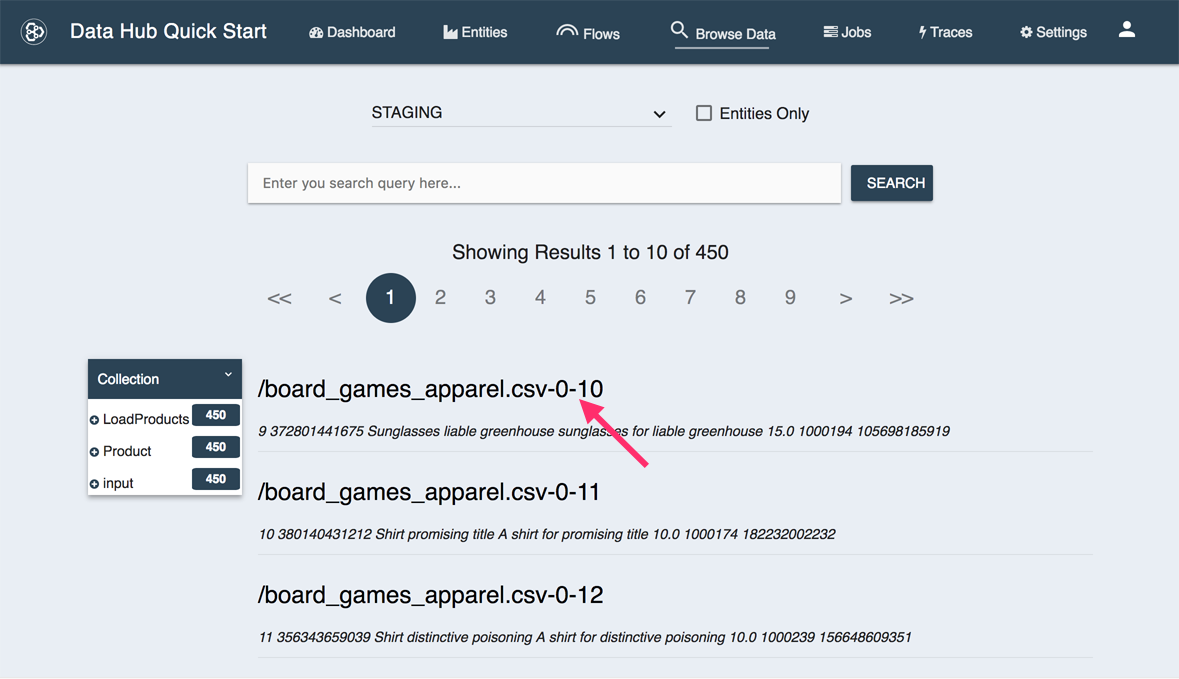 Data Hub Quick Start Dashboard Entities Flows Browse Data Jobs Traces Settings
STAGING Entities Only
Enter you search query here... SEARCH
Showing Results 1 to 10 of 450
<< < 1 2 3 4 5 6 7 8 9 > >>
Collection
LoadProducts 450
Product 450
input 450
/board_games_apparel.csv-0-10
9 372801441675 Sunglasses liable greenhouse sunglasses for liable greenhouse 15.0 1000194 105698185919
/board_games_apparel.csv-0-11
10 380140431212 Shirt promising title A shirt for promising title 10.0 1000174 182232002232
/board_games_apparel.csv-0-12
11 356343659039 Shirt distinctive poisoning A shirt for distinctive poisoning 10.0 1000239 156648609351